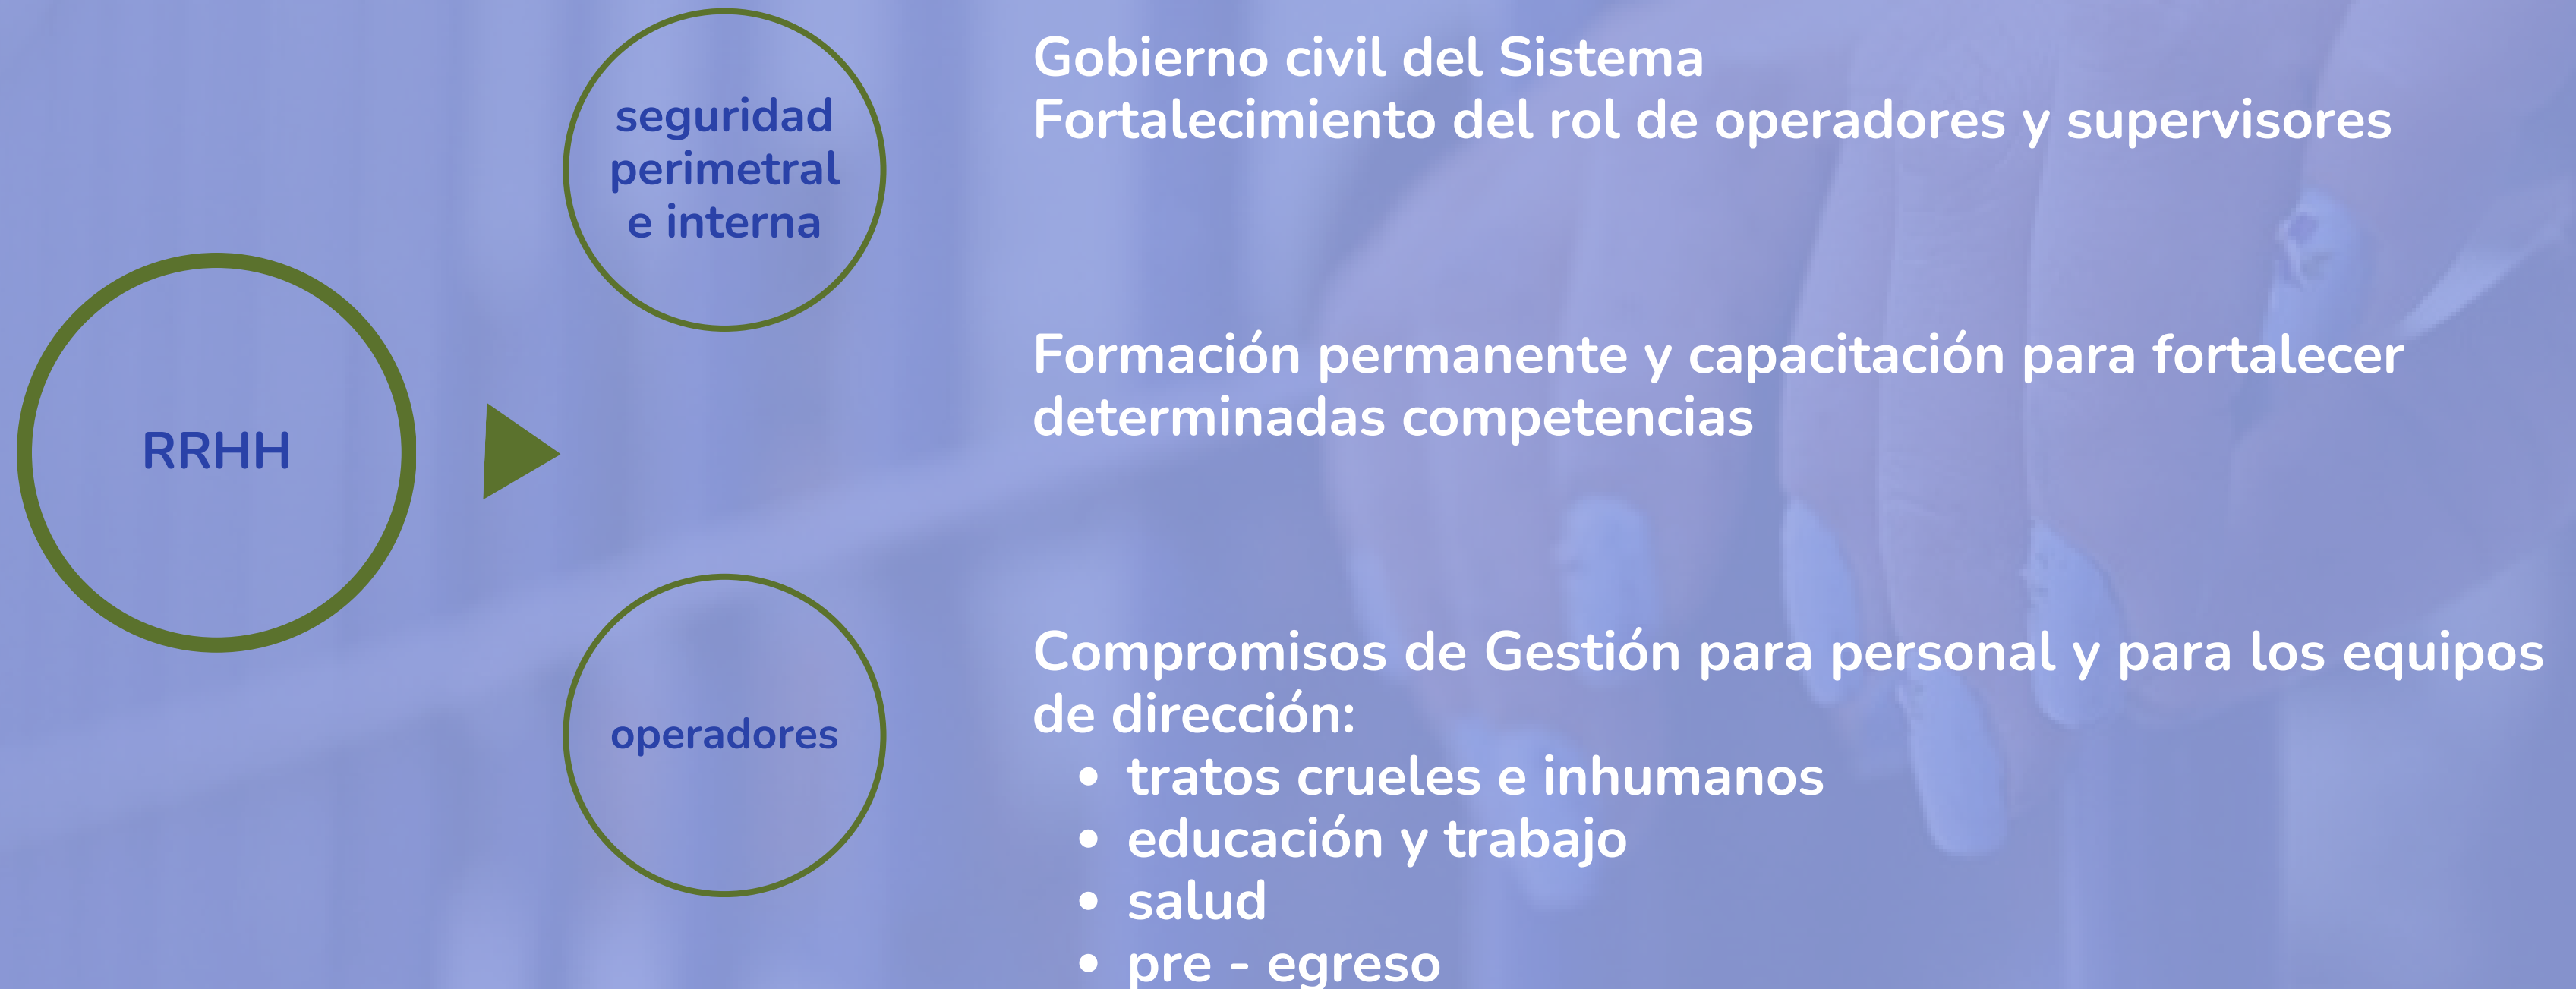 RRHH
seguridad
perimetral
e interna
operadores
Gobierno civil del Sistema
Fortalecimiento del rol de operadores y supervisores
Formación permanente y capacitación para fortalecer
determinadas competencias
Compromisos de Gestión para personal y para los equipos
de dirección:
• tratos crueles e inhumanos
• educación y trabajo
• salud
• pre - egreso